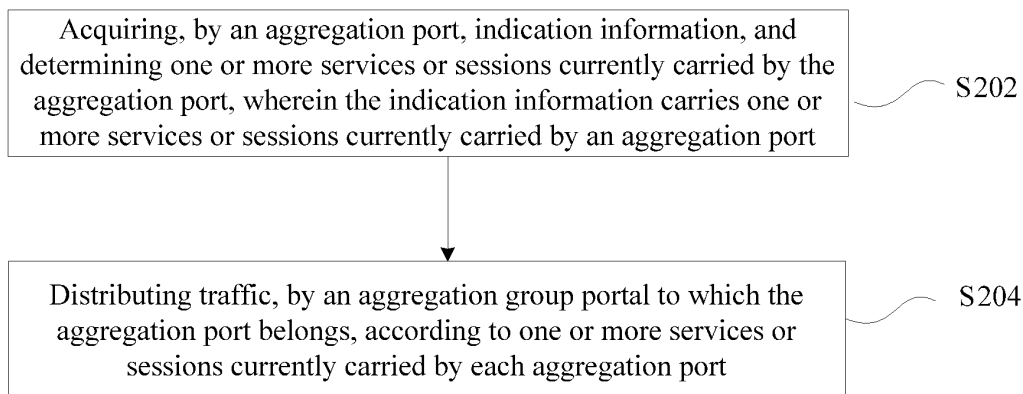 Acquiring, by an aggregation port, indication information, and
determining one or more services or sessions currently carried by the
aggregation port, wherein the indication information carries one or
more services or sessions currently carried by an aggregation port
S202
Distributing traffic, by an aggregation group portal to which the
aggregation port belongs, according to one or more services or
sessions currently carried by each aggregation port
S204